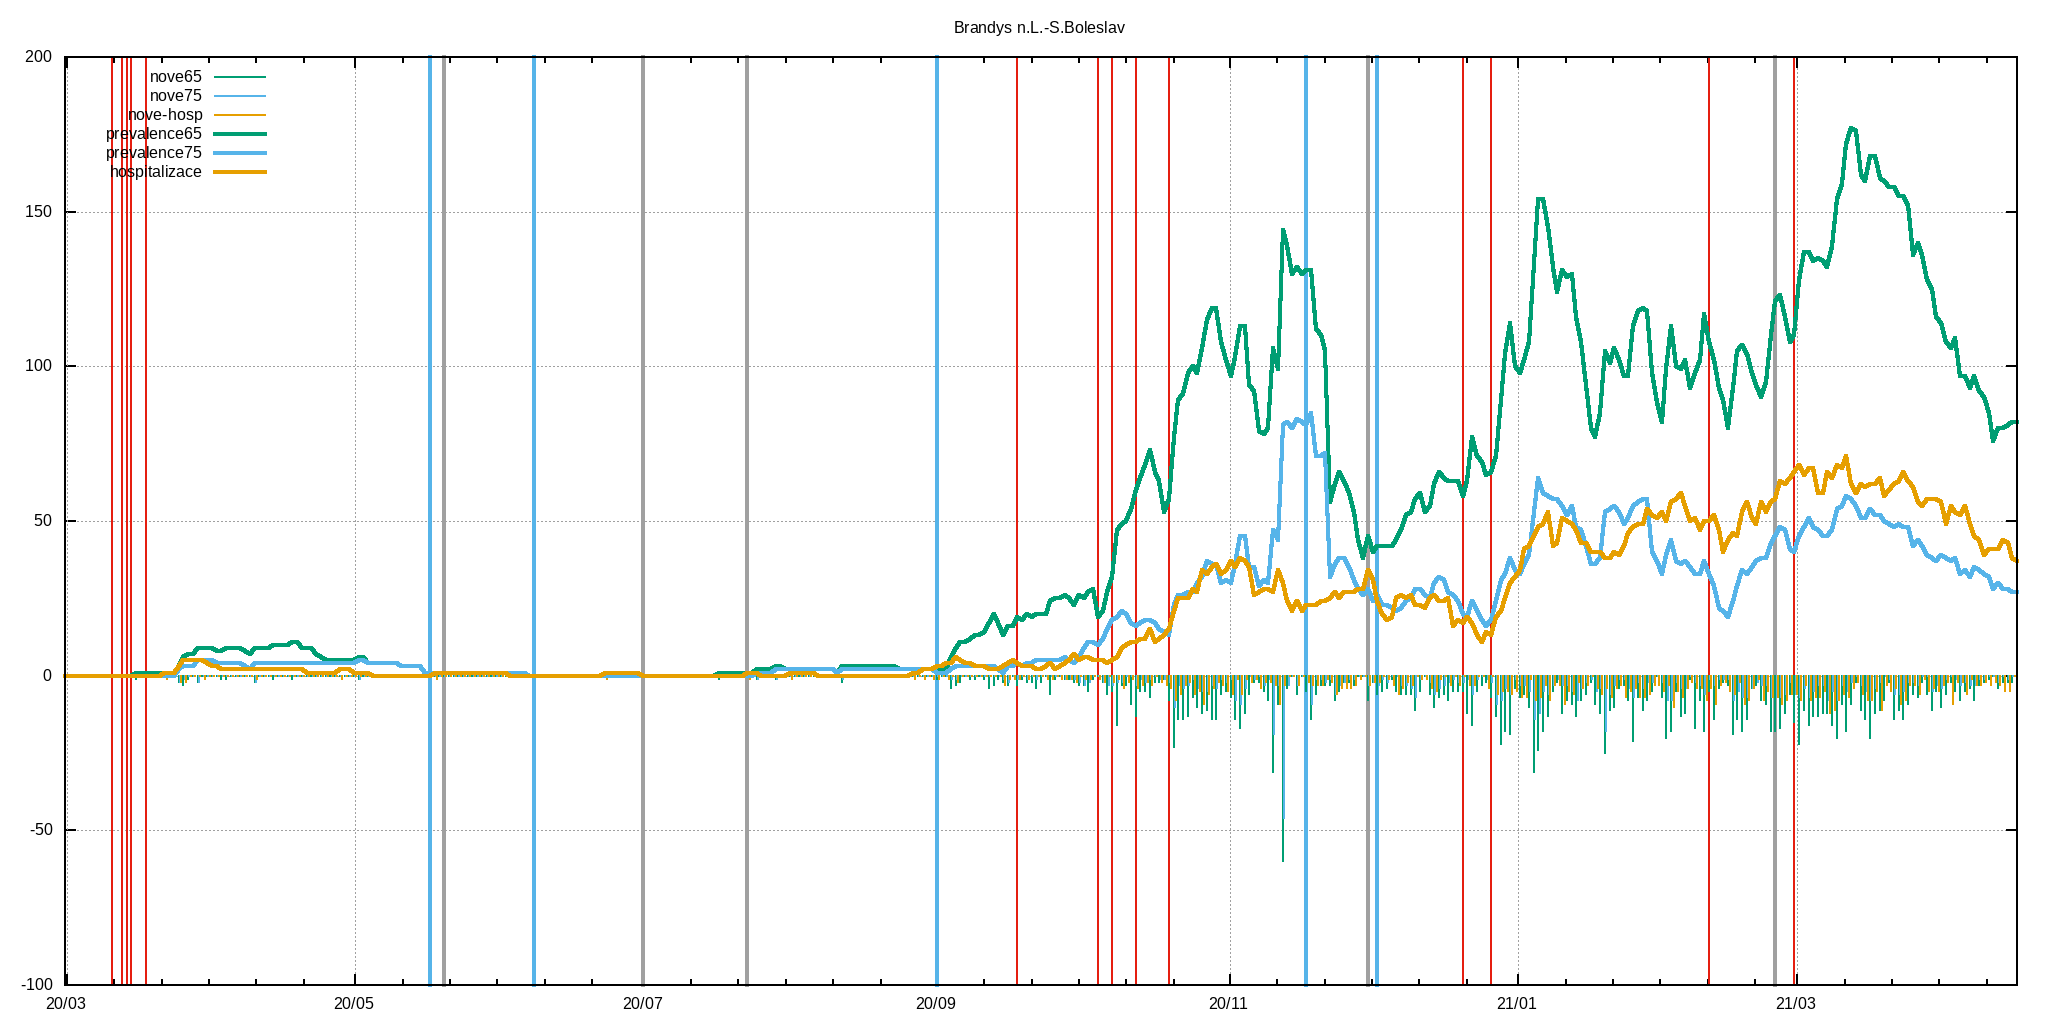 Brandys n.L.-S.Boleslav
200
150
100
50
0
-50
-100
nove65
nove75
nove-hosp
prevalence65
prevalence75
hospitalizace
20/03 20/05 20/07 20/09 20/11 21/01 21/03